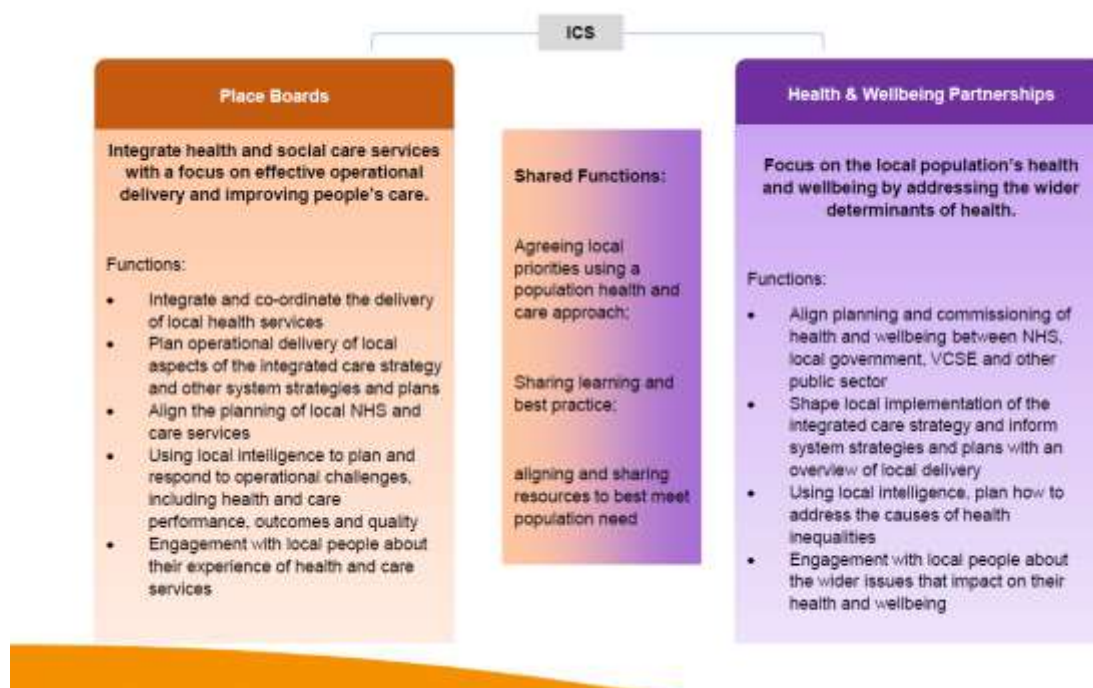 ICS
Place Boards
Integrate health and social care services
with a focus on effective operational
delivery and improving people's care.
Functions:
• Integrate and co-ordinate the delivery
of local health services
• Plan operational delivery of local
aspects of the integrated care strategy
and other system strategies and plans
• Align the planning of local NHS and
care services
• Using local intelligence to plan and
respond to operational challenges,
including health and care
performance, outcomes and quality
• Engagement with local people about
their experience of health and care
services
Shared Functions:
Agreeing local
priorities using a
population health and
care approach;
Sharing learning and
best practice;
aligning and sharing
resources to best meet
population need
Health & Wellbeing Partnerships
Focus on the local population's health
and wellbeing by addressing the wider
determinants of health.
Functions:
• Align planning and commissioning of
health and wellbeing between NHS,
local government, VCSE and other
public sector
• Shape local implementation of the
integrated care strategy and inform
system strategies and plans with an
overview of local delivery
• Using local intelligence, plan how to
address the causes of health
inequalities
• Engagement with local people about
the wider issues that impact on their
health and wellbeing